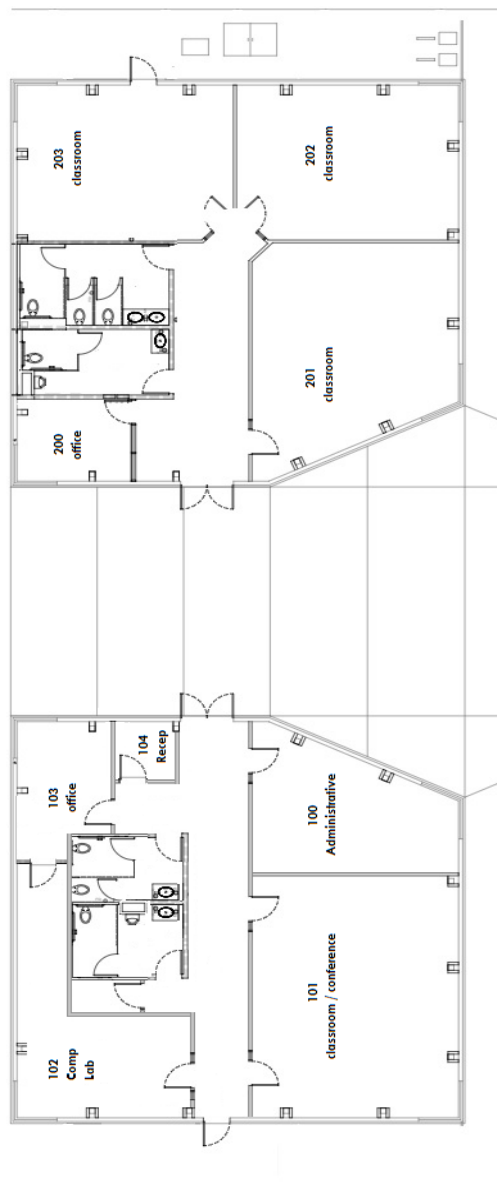 203
classroom
202
classroom
201
classroom
200
office
103
office
104
Recep
100
Administrative
102
Comp
Lab
101
classroom / conference